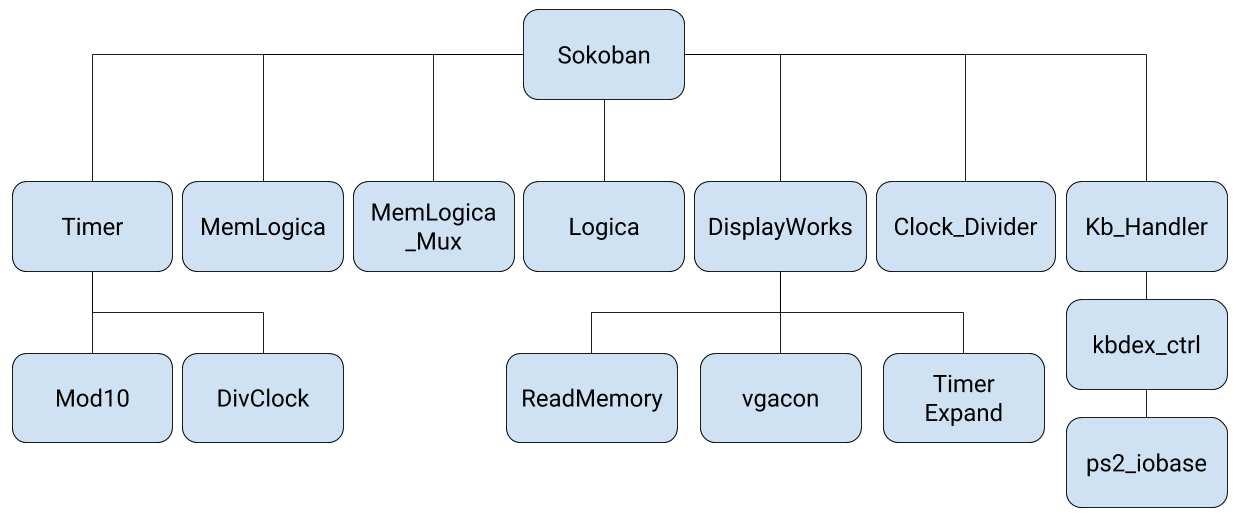 Sokoban
Timer
MemLogica
MemLogica
_Mux
Logica
DisplayWorks
Clock_Divider
Kb_Handler
kbdex_ctrl
Mod10
DivClock
ReadMemory
vgacon
Timer
Expand
ps2_iobase